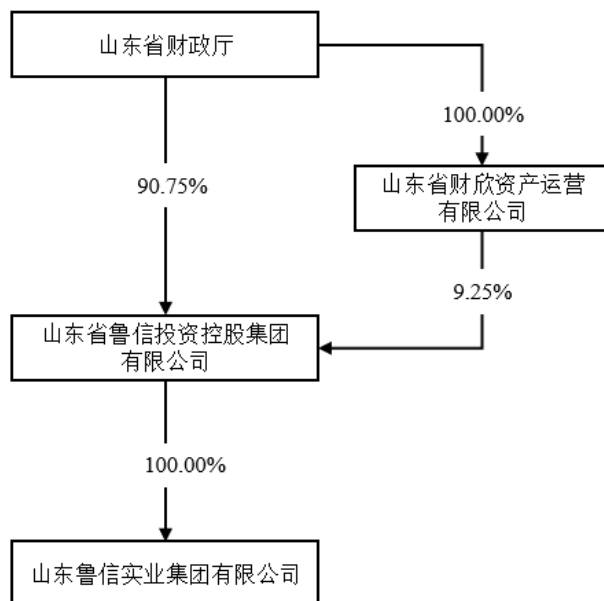 山东省财政厅
100.00%
90.75%
山东省财欣资产运营
有限公司
9.25%
山东省鲁信投资控股集团
有限公司
100.00%
山东鲁信实业集团有限公司